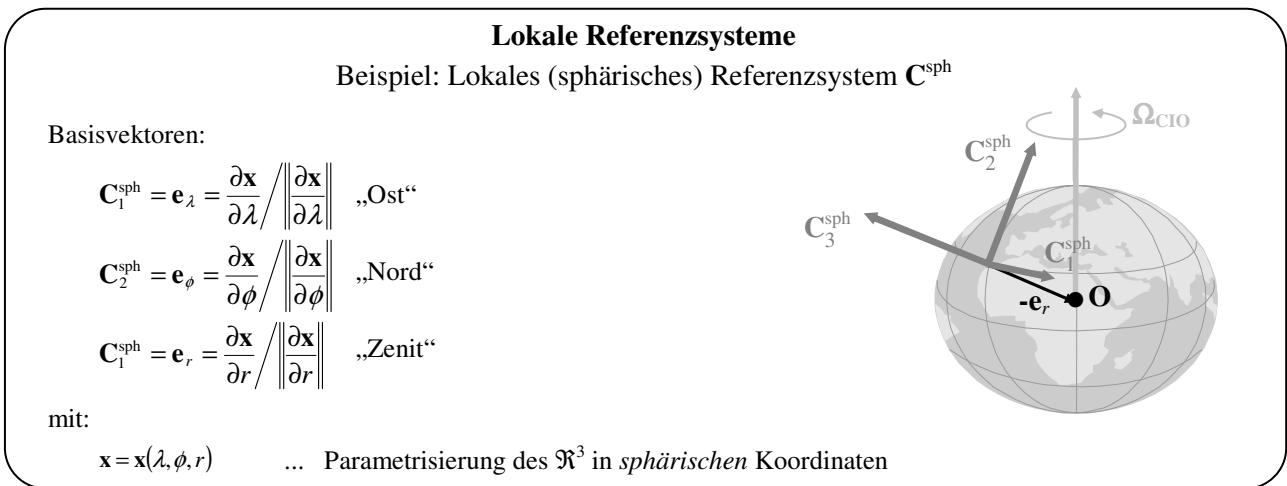 Lokale Referenzsysteme
Beispiel: Lokales (sphärisches) Referenzsystem C^sph
Basisvektoren:
C_1^sph = e_λ = ∂x/∂λ / ‖∂x/∂λ‖ „Ost“
C_2^sph = e_ϕ = ∂x/∂ϕ / ‖∂x/∂ϕ‖ „Nord“
C_1^sph = e_r = ∂x/∂r / ‖∂x/∂r‖ „Zenit“
mit:
x = x(λ, ϕ, r) ... Parametrisierung des ℜ^3 in sphärischen Koordinaten
Ω_CIO
C_2^sph
C_3^sph
C_1^sph
-e_r
O